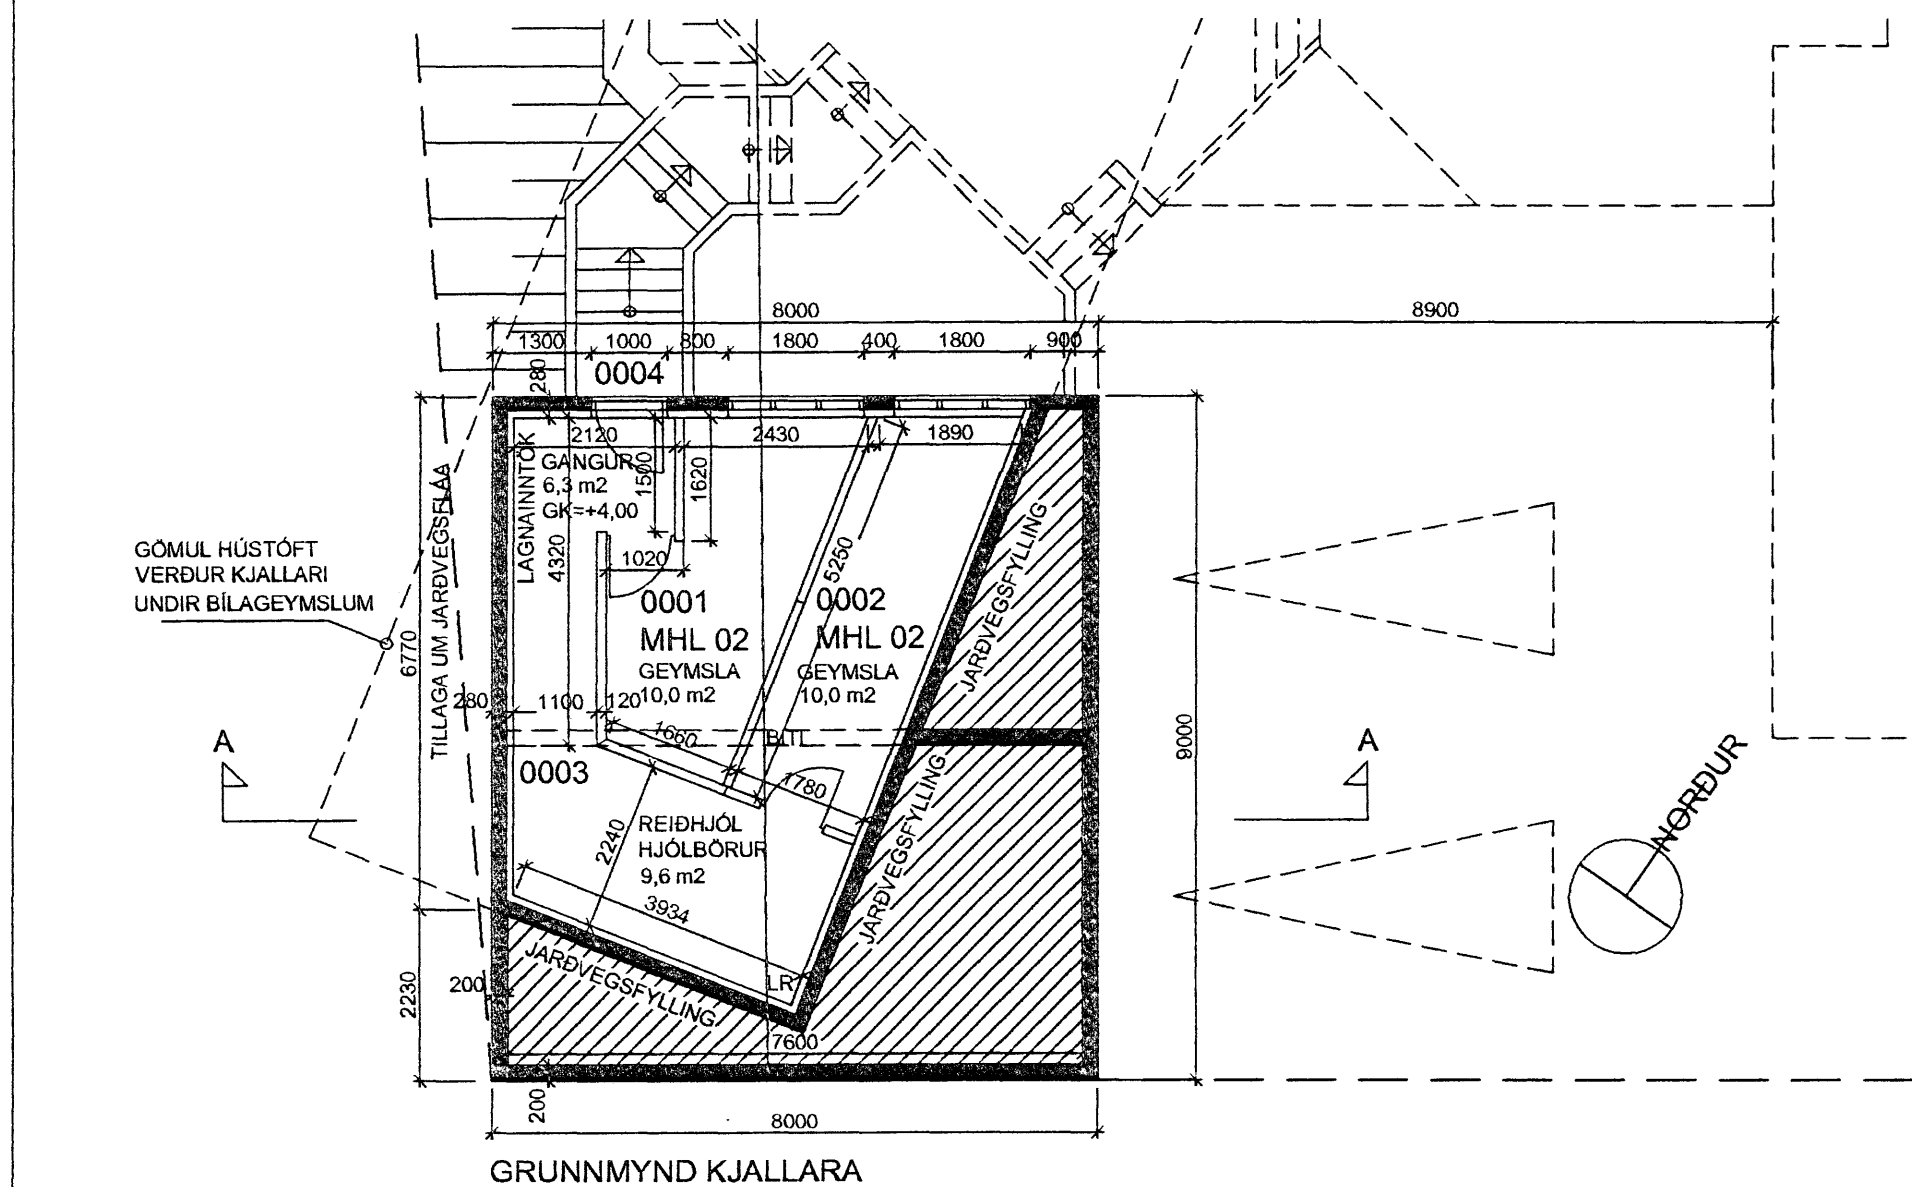 8000
8900
1300
1000
800
1800
400
1800
900
280
0004
2120
2430
1890
LAGNAINNTÖK
GANGUR
6,3 m2
GK=+4,00
1500
1620
4320
1020
5250
GÖMUL HÚSTÓFT
VERÐUR KJALLARI
UNDIR BÍLAGEYMSLUM
6770
TILLAGA UM JARÐVEGSFLÁA
0001
MHL 02
GEYMSLA
10,0 m2
0002
MHL 02
GEYMSLA
10,0 m2
JARÐVEGSFYLLING
280
1100
120
1660
BITI
1780
9000
A
A
0003
NORÐUR
REIÐHJÓL
HJÓLBÖRUR
9,6 m2
2240
3934
JARÐVEGSFYLLING
JARÐVEGSFYLLING
LR
200
2230
7600
200
8000
GRUNNMYND KJALLARA